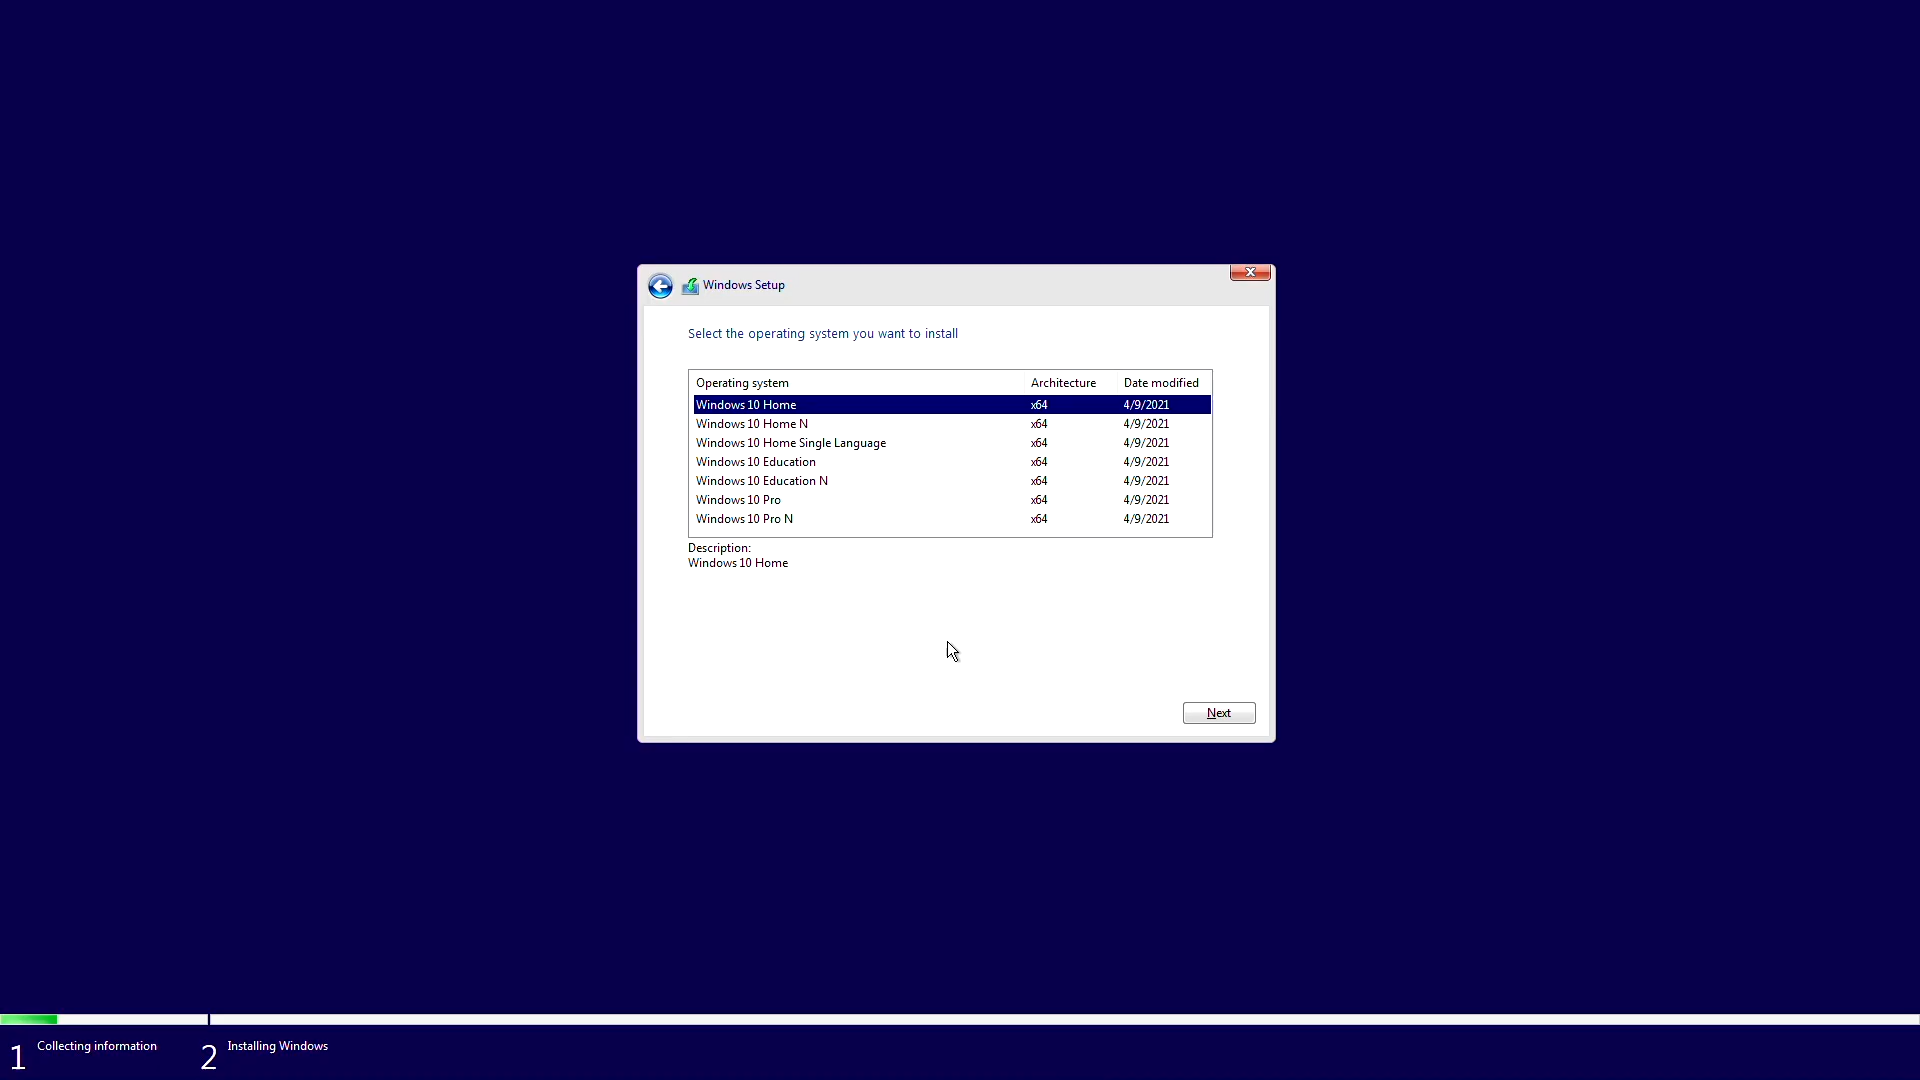 Windows Setup
Select the operating system you want to install
Operating system Architecture Date modified
Windows 10 Home x64 4/9/2021
Windows 10 Home N x64 4/9/2021
Windows 10 Home Single Language x64 4/9/2021
Windows 10 Education x64 4/9/2021
Windows 10 Education N x64 4/9/2021
Windows 10 Pro x64 4/9/2021
Windows 10 Pro N x64 4/9/2021
Description:
Windows 10 Home
Next
1 Collecting information 2 Installing Windows